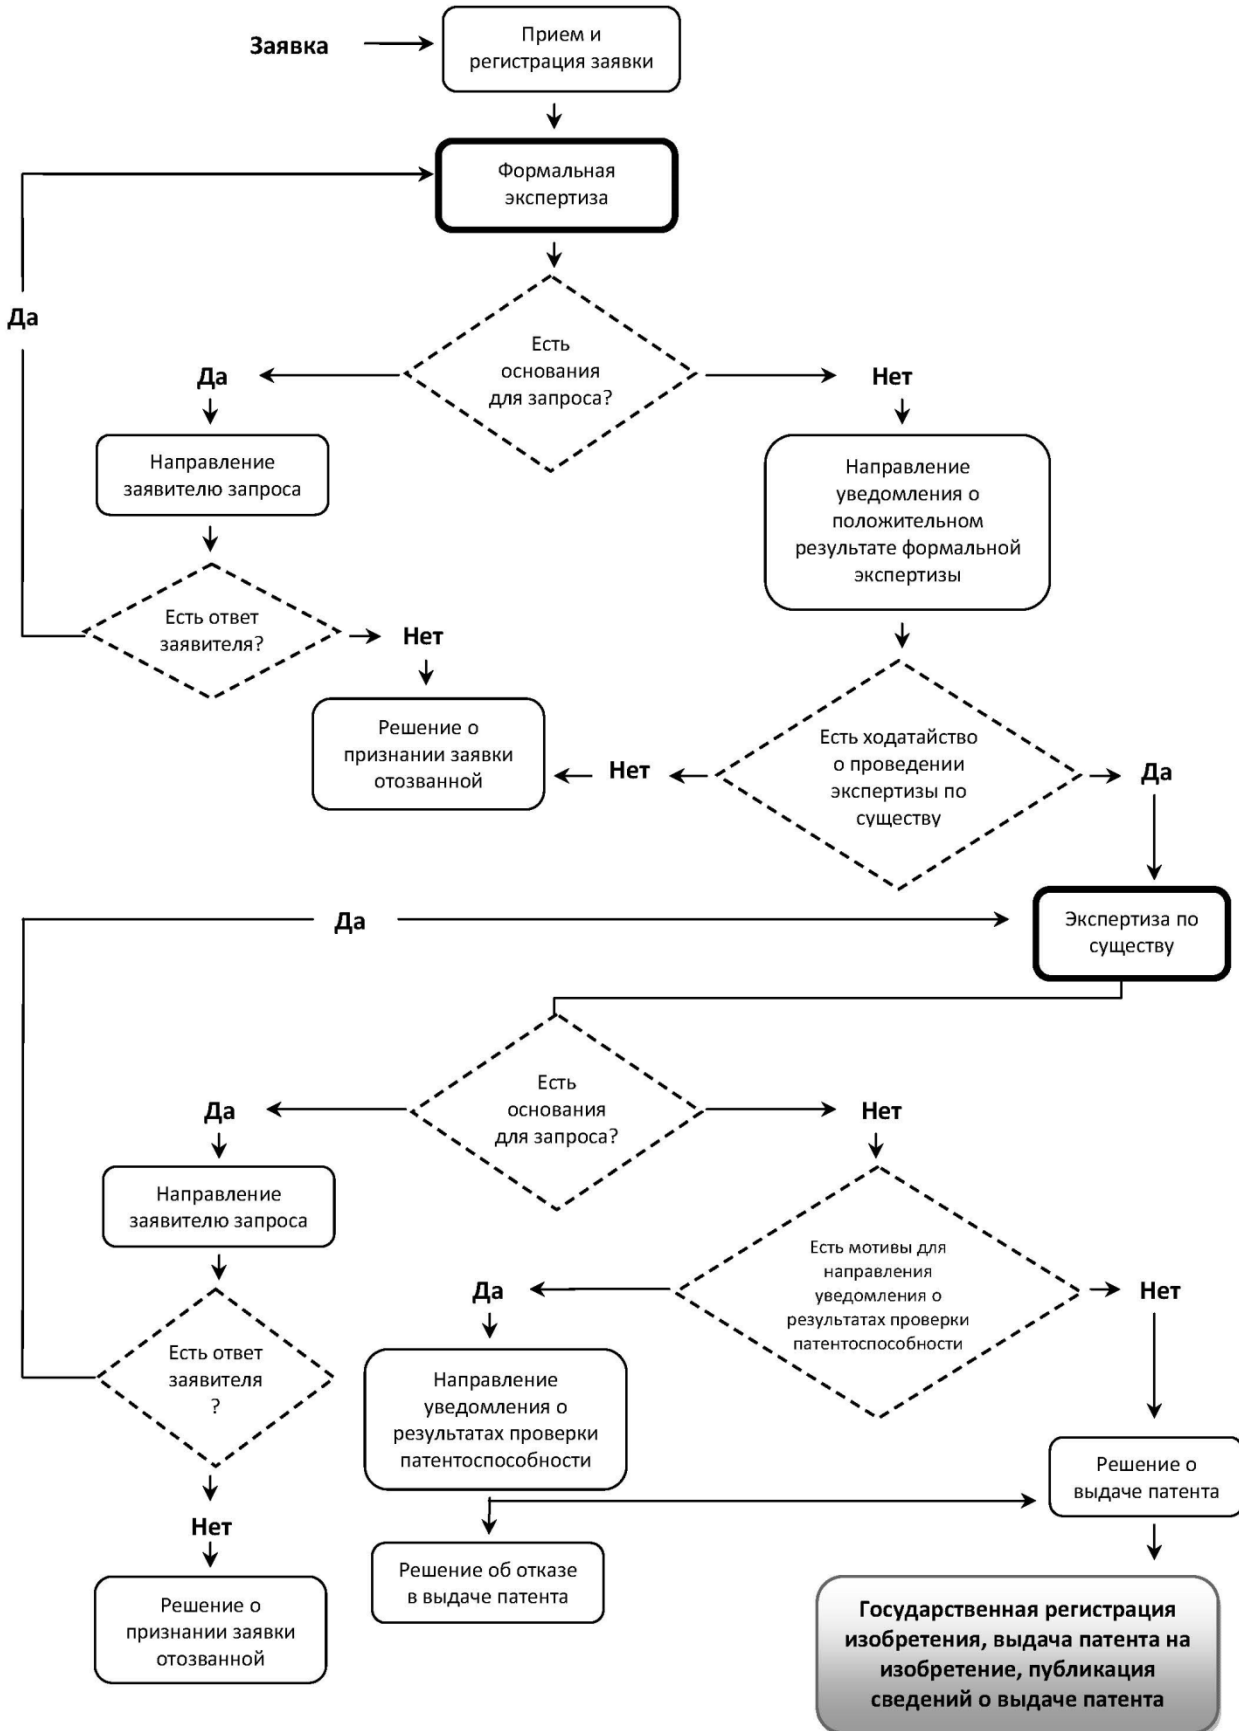 Заявка
Прием и
регистрация заявки
Формальная
экспертиза
Да
Есть
основания
для запроса?
Да
Нет
Направление
заявителю запроса
Направление
уведомления о
положительном
результате формальной
экспертизы
Есть ответ
заявителя?
Нет
Решение о
признании заявки
отозванной
Есть ходатайство
о проведении
экспертизы по
существу
Нет
Да
Да
Экспертиза по
существу
Есть
основания
для запроса?
Да
Нет
Направление
заявителю запроса
Есть мотивы для
направления
уведомления о
результатах проверки
патентоспособности
Да
Нет
Есть ответ
заявителя
?
Направление
уведомления о
результатах проверки
патентоспособности
Решение о
выдаче патента
Нет
Решение об отказе
в выдаче патента
Решение о
признании заявки
отозванной
Государственная регистрация
изобретения, выдача патента на
изобретение, публикация
сведений о выдаче патента